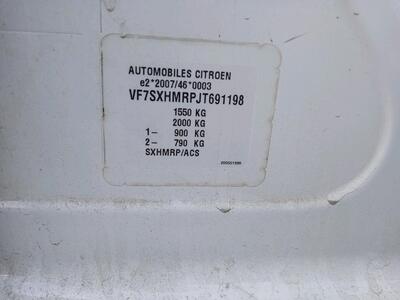 AUTOMOBILES CITROEN
e2*2007/46*0003
VF7SXHMRPJT691198
1550 KG
2000 KG
1– 900 KG
2– 790 KG
SXHMRP/ACS